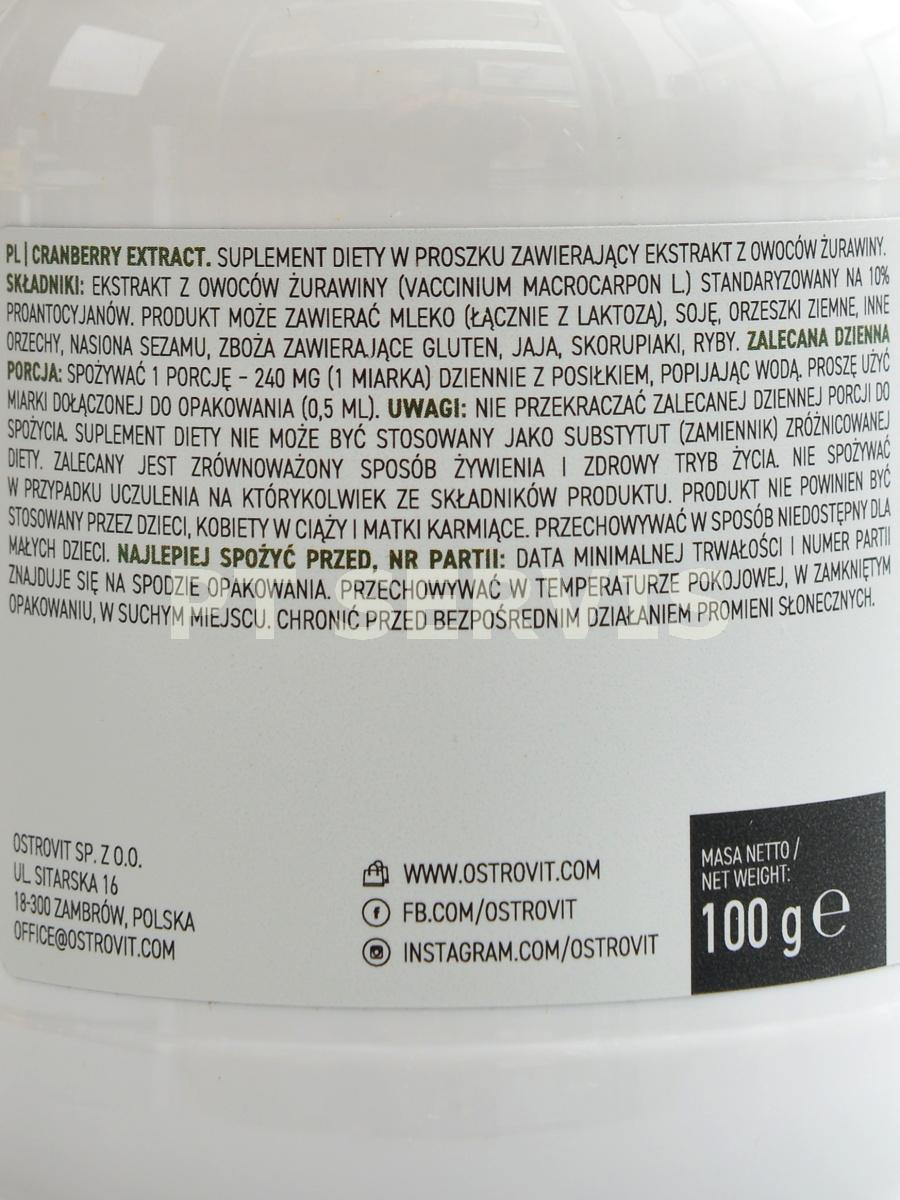 PL | CRANBERRY EXTRACT. SUPLEMENT DIETY W PROSZKU ZAWIERAJĄCY EKSTRAKT Z OWOCÓW ŻURAWINY.
SKŁADNIKI: EKSTRAKT Z OWOCÓW ŻURAWINY (VACCINIUM MACROCARPON L.) STANDARYZOWANY NA 10%
PROANTOCYJANÓW. PRODUKT MOŻE ZAWIERAĆ MLEKO (ŁĄCZNIE Z LAKTOZĄ), SOJĘ, ORZESZKI ZIEMNE, INNE
ORZECHY, NASIONA SEZAMU, ZBOŻA ZAWIERAJĄCE GLUTEN, JAJA, SKORUPIAKI, RYBY. ZALECANA DZIENNA
PORCJA: SPOŻYWAĆ 1 PORCJĘ - 240 MG (1 MIARKA) DZIENNIE Z POSIŁKIEM, POPIJAJĄC WODĄ. PROSZĘ UŻYĆ
MIARKI DOŁĄCZONEJ DO OPAKOWANIA (0,5 ML). UWAGI: NIE PRZEKRACZAĆ ZALECANEJ DZIENNEJ PORCJI DO
SPOŻYCIA. SUPLEMENT DIETY NIE MOŻE BYĆ STOSOWANY JAKO SUBSTYTUT (ZAMIENNIK) ZRÓŻNICOWANEJ
DIETY. ZALECANY JEST ZRÓWNOWAŻONY SPOSÓB ŻYWIENIA I ZDROWY TRYB ŻYCIA. NIE SPOŻYWAĆ
W PRZYPADKU UCZULENIA NA KTÓRYKOLWIEK ZE SKŁADNIKÓW PRODUKTU. PRODUKT NIE POWINIEN BYĆ
STOSOWANY PRZEZ DZIECI, KOBIETY W CIĄŻY I MATKI KARMIĄCE. PRZECHOWYWAĆ W SPOSÓB NIEDOSTĘPNY DLA
MAŁYCH DZIECI. NAJLEPIEJ SPOŻYĆ PRZED, NR PARTII: DATA MINIMALNEJ TRWAŁOŚCI I NUMER PARTII
ZNAJDUJE SIĘ NA SPODZIE OPAKOWANIA. PRZECHOWYWAĆ W TEMPERATURZE POKOJOWEJ, W ZAMKNIĘTYM
OPAKOWANIU, W SUCHYM MIEJSCU. CHRONIĆ PRZED BEZPOŚREDNIM DZIAŁANIEM PROMIENI SŁONECZNYCH.
PT SERVIS
OSTROVIT SP. Z O.O.
UL. SITARSKA 16
18-300 ZAMBRÓW, POLSKA
OFFICE@OSTROVIT.COM
WWW.OSTROVIT.COM
FB.COM/OSTROVIT
INSTAGRAM.COM/OSTROVIT
MASA NETTO /
NET WEIGHT:
100 g ℮